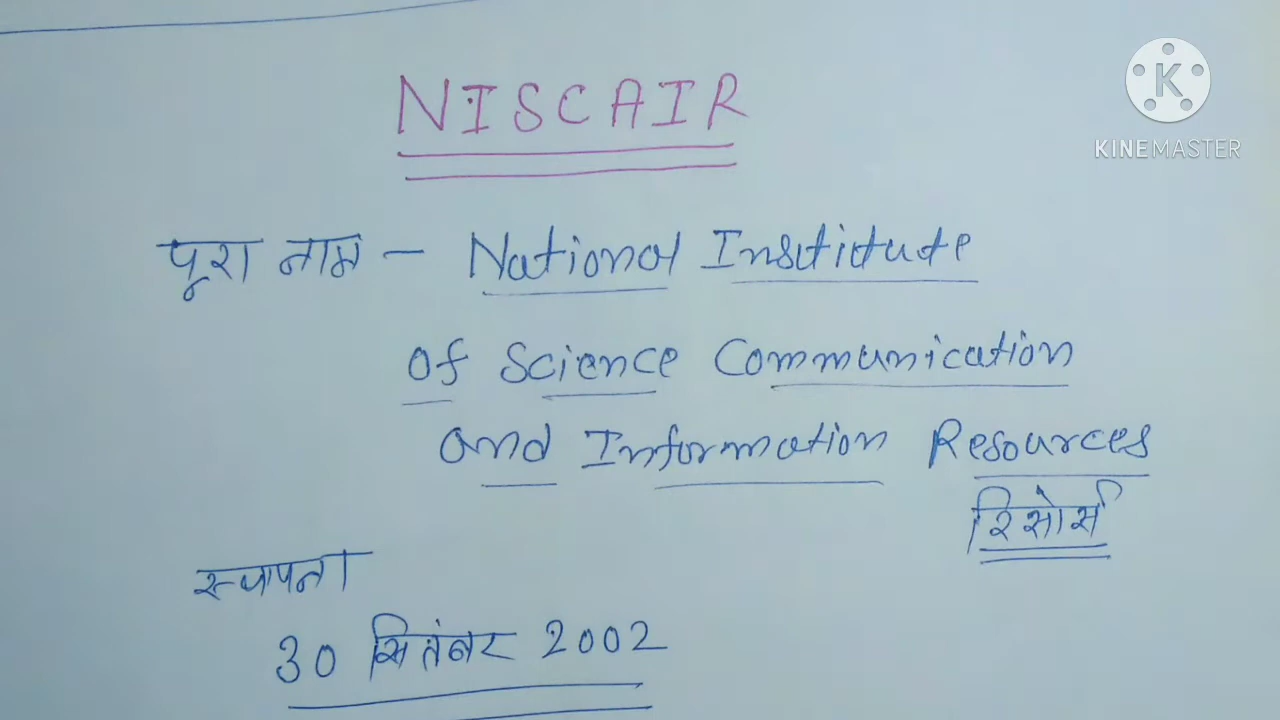 NISCAIR
K
KINEMASTER
पूरा नाम - National Institute
of Science Communication
and Information Resources
रिसोर्स
स्थापना
30 सितंबर 2002